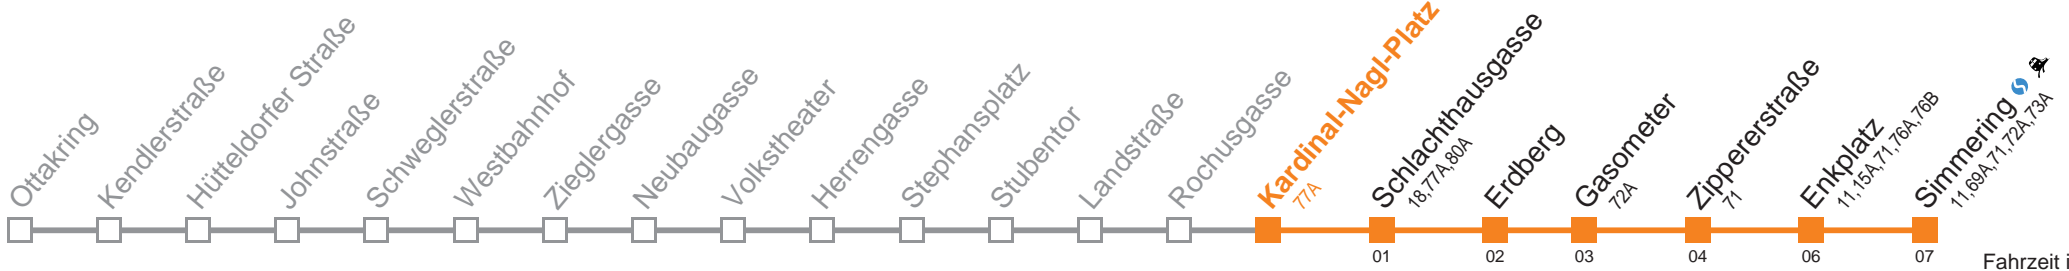 Ottakring
Kendlerstraße
Hütteldorfer Straße
Johnstraße
Schweglerstraße
Westbahnhof
Zieglergasse
Neubaugasse
Volkstheater
Herrengasse
Stephansplatz
Stubentor
Landstraße
Rochusgasse
Kardinal-Nagl-Platz
77A
Schlachthausgasse
18,77A,80A
Erdberg
Gasometer
72A
Zippererstraße
71
Enkplatz
11,15A,71,76A,76B
Simmering
11,69A,71,72A,73A
01
02
03
04
06
07
Fahrzeit i